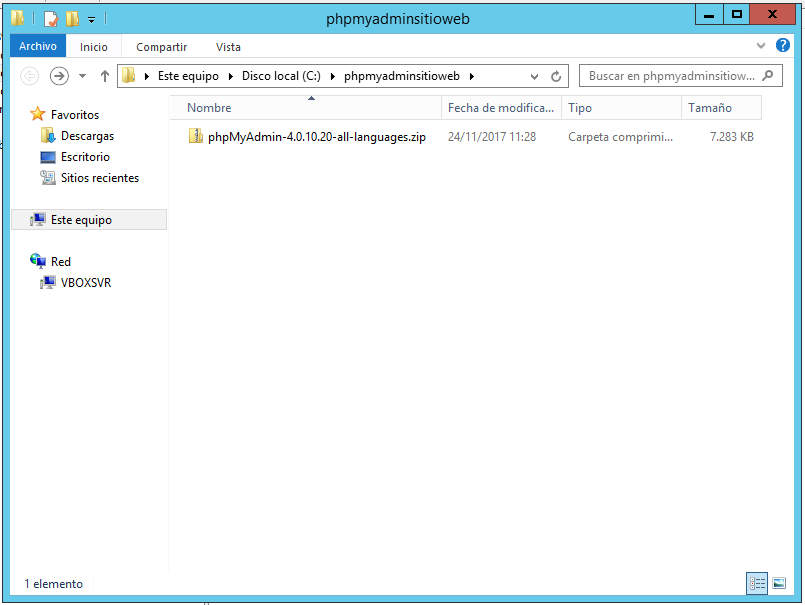 phpmyadminsitioweb
Archivo Inicio Compartir Vista
Este equipo Disco local (C:) phpmyadminsitioweb
Buscar en phpmyadminsitiow...
Nombre Fecha de modifica... Tipo Tamaño
phpMyAdmin-4.0.10.20-all-languages.zip 24/11/2017 11:28 Carpeta comprimi... 7.283 KB
Favoritos
Descargas
Escritorio
Sitios recientes
Este equipo
Red
VBOXSVR
1 elemento